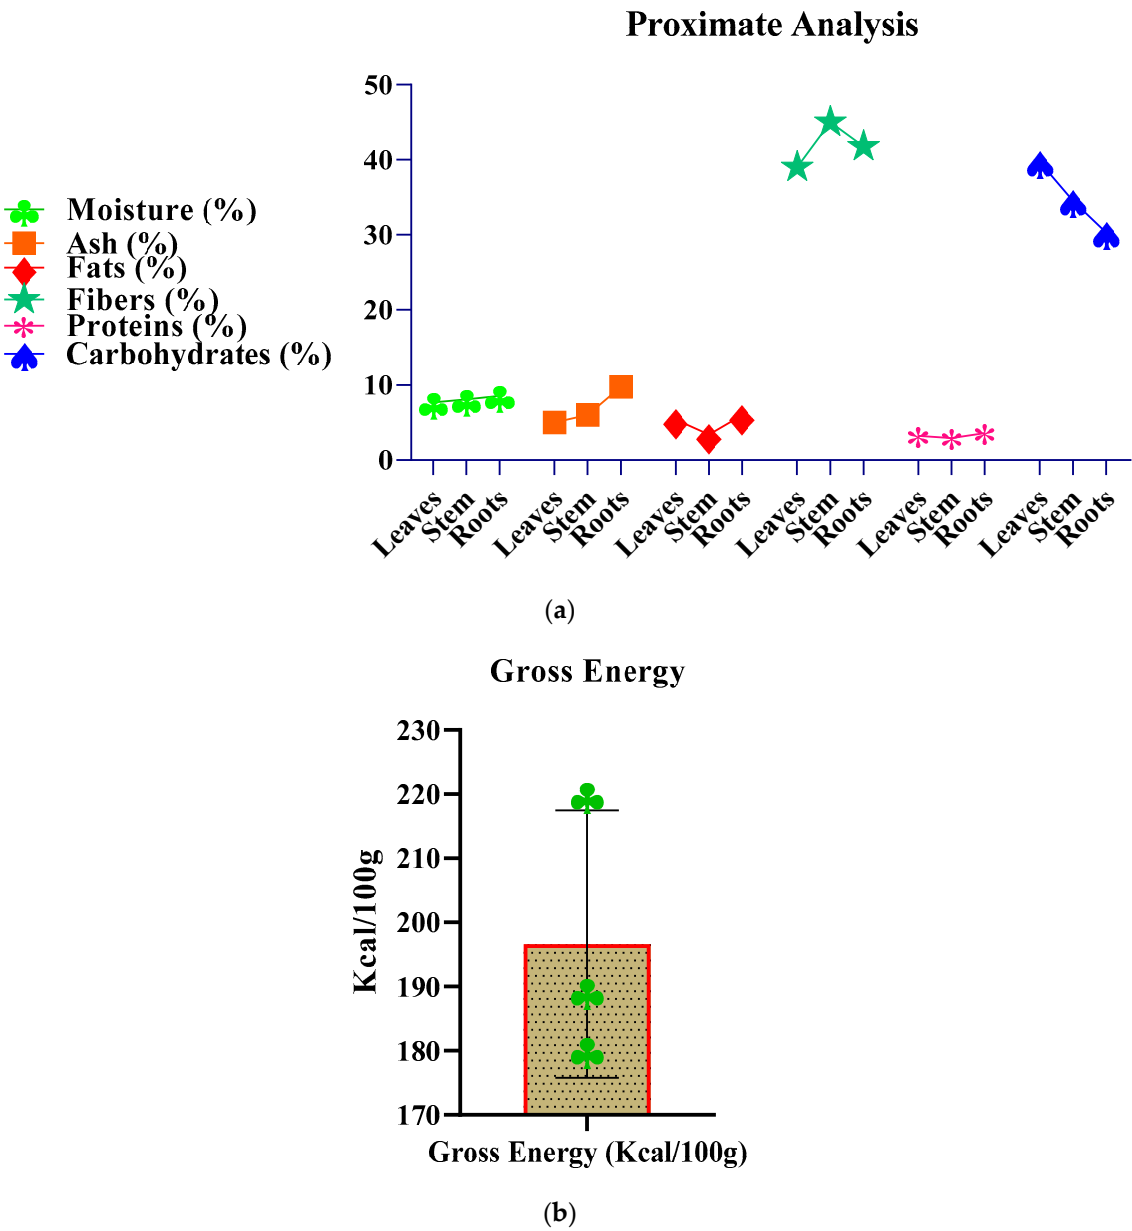 Proximate Analysis
50
40
30
20
10
0
Moisture (%)
Ash (%)
Fats (%)
Fibers (%)
Proteins (%)
Carbohydrates (%)
Leaves Stem Roots Leaves Stem Roots Leaves Stem Roots Leaves Stem Roots Leaves Stem Roots Leaves Stem Roots
(a)
Gross Energy
230
220
210
200
190
180
170
Kcal/100g
Gross Energy (Kcal/100g)
(b)